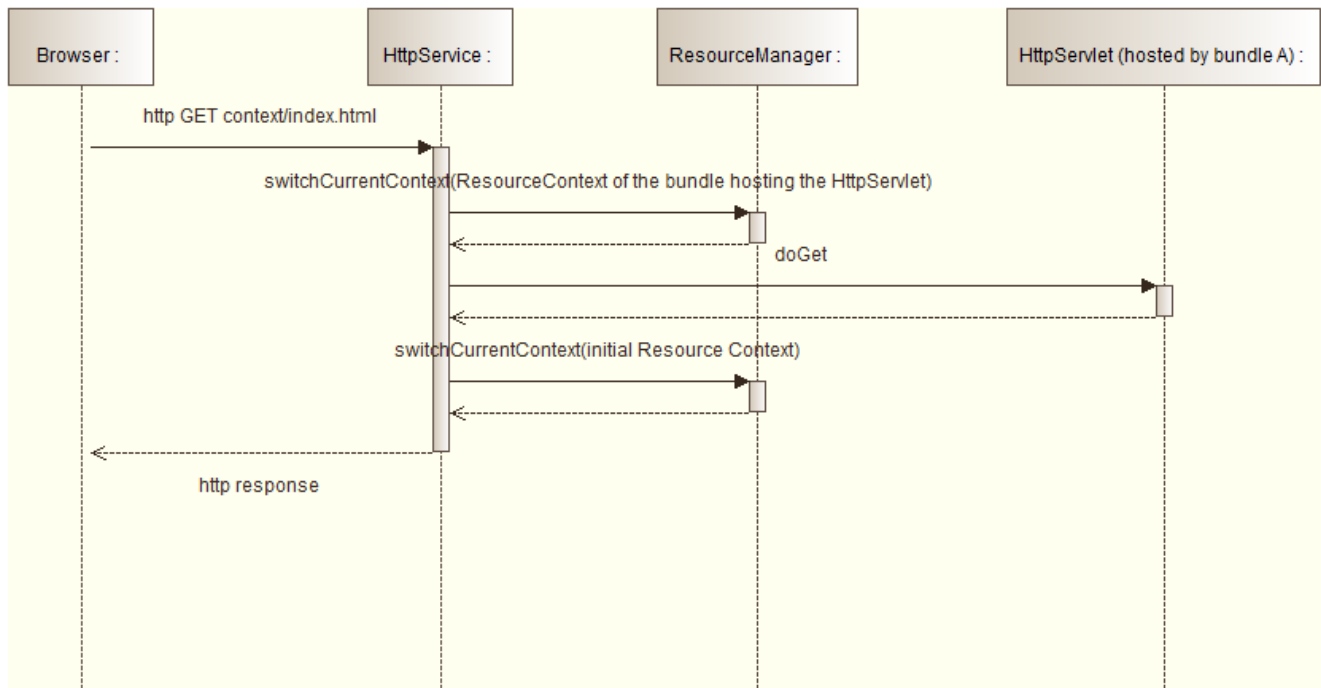 Browser :
HttpService :
ResourceManager :
HttpServlet (hosted by bundle A) :
http GET context/index.html
switchCurrentContext(ResourceContext of the bundle hosting the HttpServlet)
doGet
switchCurrentContext(initial Resource Context)
http response